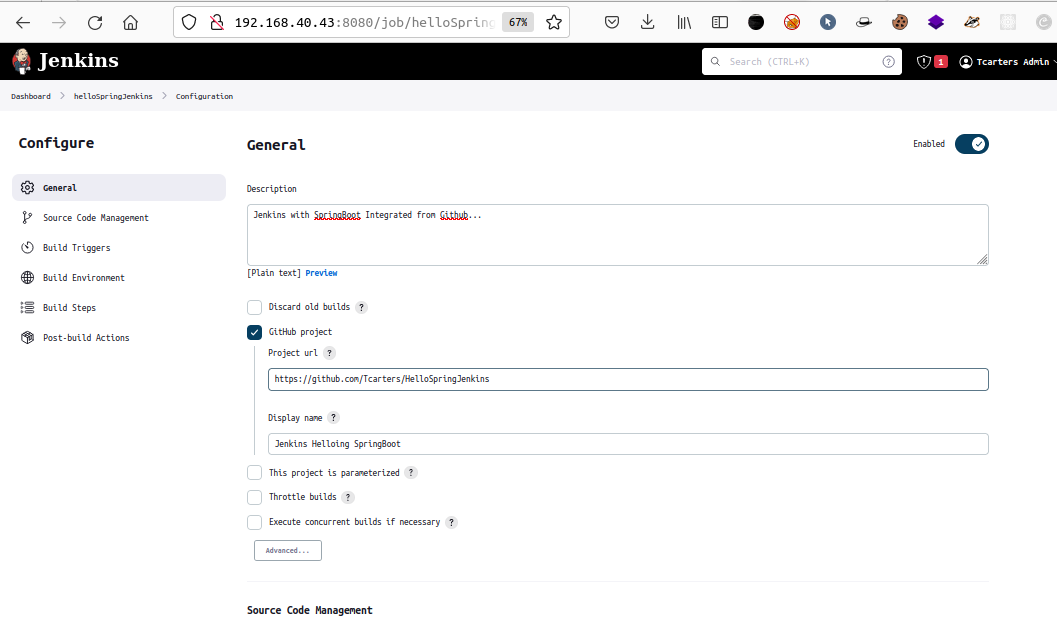 192.168.40.43:8080/job/helloSpring 67%
Jenkins Search (CTRL+K) ? 1 Tcarters Admin
Dashboard > helloSpringJenkins > Configuration
Configure
General
Source Code Management
Build Triggers
Build Environment
Build Steps
Post-build Actions
General Enabled
Description
Jenkins with SpringBoot Integrated from Github...
[Plain text] Preview
Discard old builds ?
GitHub project
Project url ?
https://github.com/Tcarters/HelloSpringJenkins
Display name ?
Jenkins Helloing SpringBoot
This project is parameterized ?
Throttle builds ?
Execute concurrent builds if necessary ?
Advanced...
Source Code Management